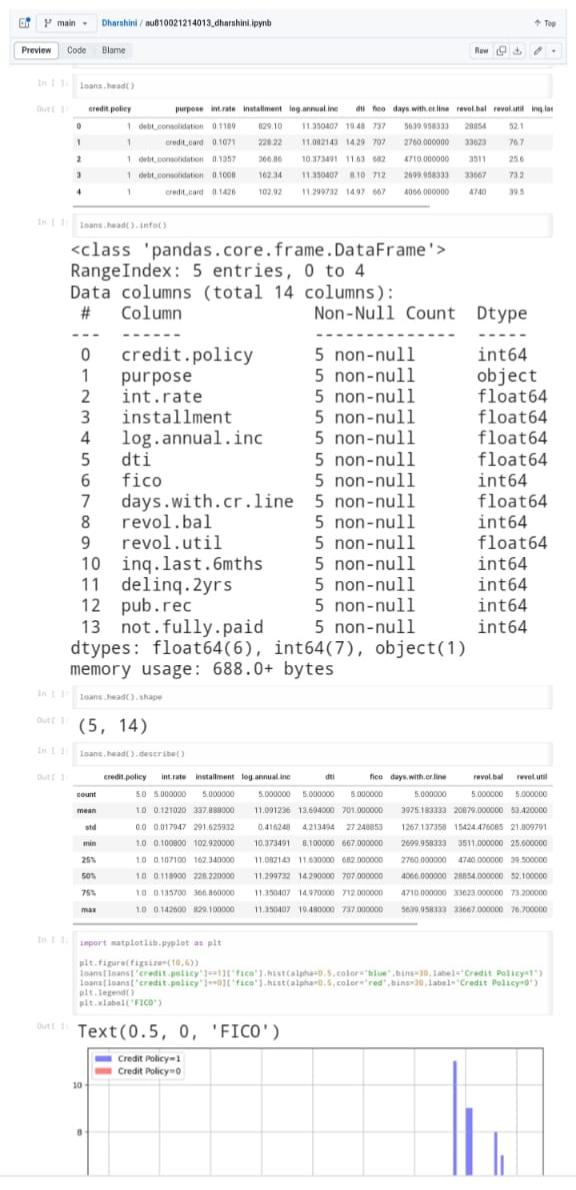 main
Dharshini / au810021214013_dharshini.ipynb
Top
Preview Code Blame
Raw
In [ ]: loans.head()
Out[ ]: credit.policy purpose int.rate installment log.annual.inc dti fico days.with.cr.line revol.bal revol.util inq.las
0 1 debt_consolidation 0.1189 829.10 11.350407 19.48 737 5639.958333 28854 52.1
1 1 credit_card 0.1071 228.22 11.082143 14.29 707 2760.000000 33623 76.7
2 1 debt_consolidation 0.1357 366.86 10.373491 11.63 682 4710.000000 3511 25.6
3 1 debt_consolidation 0.1008 162.34 11.350407 8.10 712 2699.958333 33667 73.2
4 1 credit_card 0.1426 102.92 11.299732 14.97 667 4066.000000 4740 39.5
In [ ]: loans.head().info()
<class 'pandas.core.frame.DataFrame'>
RangeIndex: 5 entries, 0 to 4
Data columns (total 14 columns):
# Column Non-Null Count Dtype
--- ------ -------------- -----
0 credit.policy 5 non-null int64
1 purpose 5 non-null object
2 int.rate 5 non-null float64
3 installment 5 non-null float64
4 log.annual.inc 5 non-null float64
5 dti 5 non-null float64
6 fico 5 non-null int64
7 days.with.cr.line 5 non-null float64
8 revol.bal 5 non-null int64
9 revol.util 5 non-null float64
10 inq.last.6mths 5 non-null int64
11 delinq.2yrs 5 non-null int64
12 pub.rec 5 non-null int64
13 not.fully.paid 5 non-null int64
dtypes: float64(6), int64(7), object(1)
memory usage: 688.0+ bytes
In [ ]: loans.head().shape
Out[ ]: (5, 14)
In [ ]: loans.head().describe()
Out[ ]: credit.policy int.rate installment log.annual.inc dti fico days.with.cr.line revol.bal revol.util
count 5.0 5.000000 5.000000 5.000000 5.000000 5.000000 5.000000 5.000000 5.000000
mean 1.0 0.121020 337.888000 11.091236 13.694000 701.000000 3975.183333 20879.000000 53.420000
std 0.0 0.017947 291.625932 0.416248 4.213494 27.248853 1267.137358 15424.476085 21.809791
min 1.0 0.100800 102.920000 10.373491 8.100000 667.000000 2699.958333 3511.000000 25.600000
25% 1.0 0.107100 162.340000 11.082143 11.630000 682.000000 2760.000000 4740.000000 39.500000
50% 1.0 0.118900 228.220000 11.299732 14.290000 707.000000 4066.000000 28854.000000 52.100000
75% 1.0 0.135700 366.860000 11.350407 14.970000 712.000000 4710.000000 33623.000000 73.200000
max 1.0 0.142600 829.100000 11.350407 19.480000 737.000000 5639.958333 33667.000000 76.700000
In [ ]: import matplotlib.pyplot as plt
plt.figure(figsize=(10,6))
loans[loans['credit.policy']==1]['fico'].hist(alpha=0.5,color='blue',bins=30,label='Credit Policy=1')
loans[loans['credit.policy']==0]['fico'].hist(alpha=0.5,color='red',bins=30,label='Credit Policy=0')
plt.legend()
plt.xlabel('FICO')
Out[ ]: Text(0.5, 0, 'FICO')
Credit Policy=1
Credit Policy=0
10
8